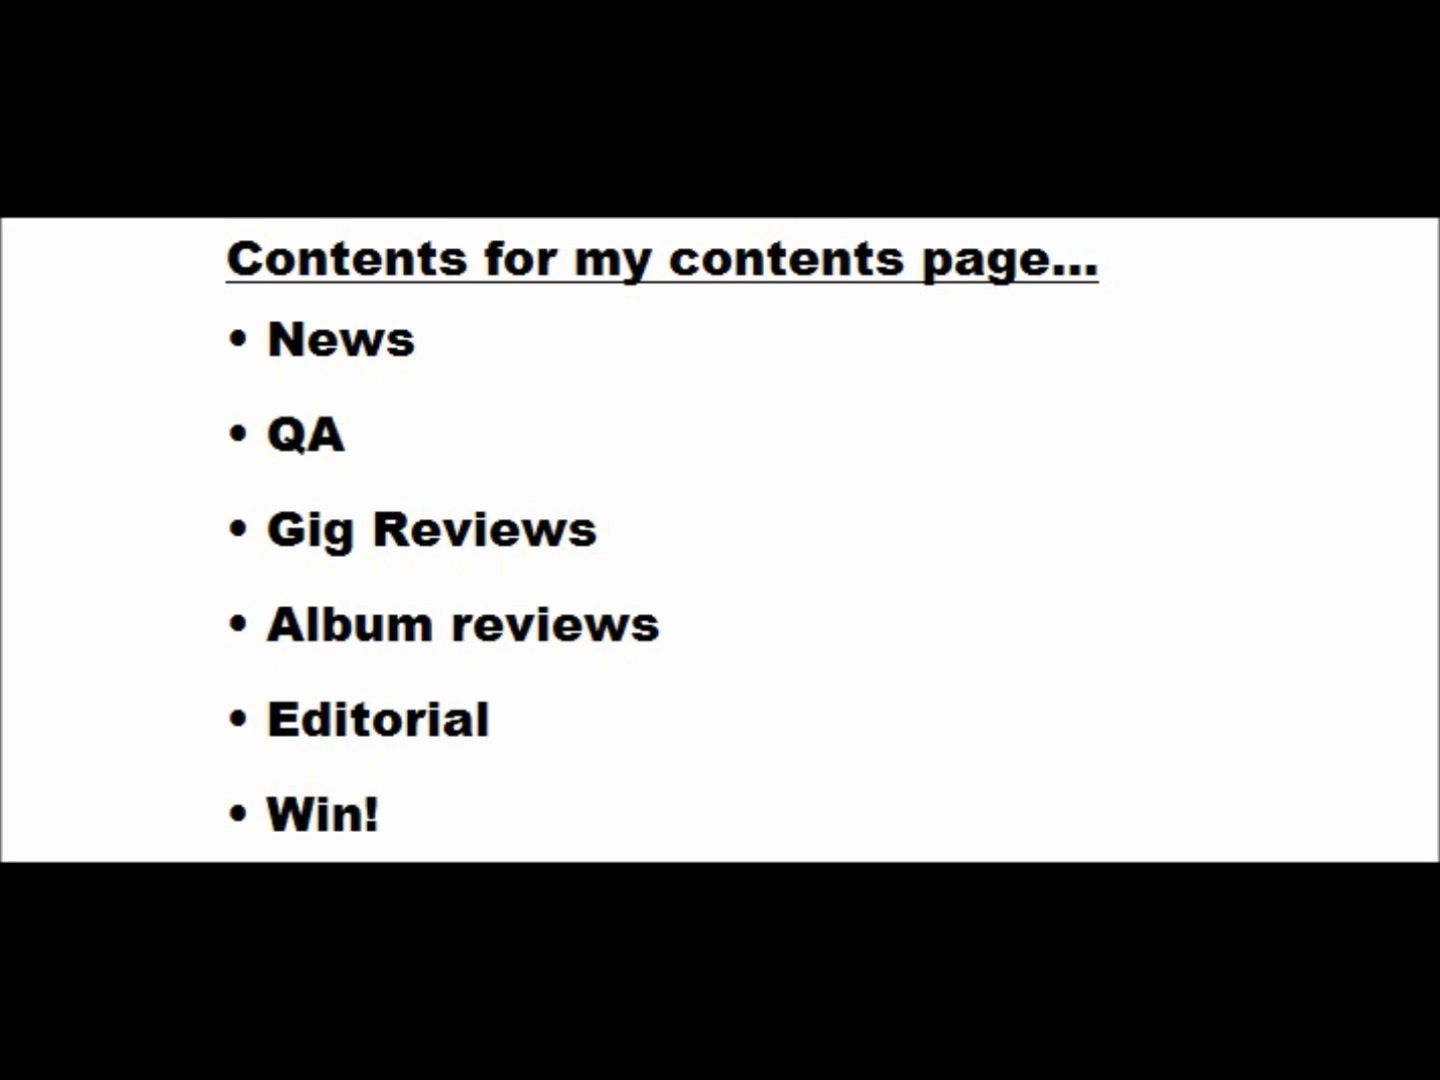 Contents for my contents page...
• News
• QA
• Gig Reviews
• Album reviews
• Editorial
• Win!